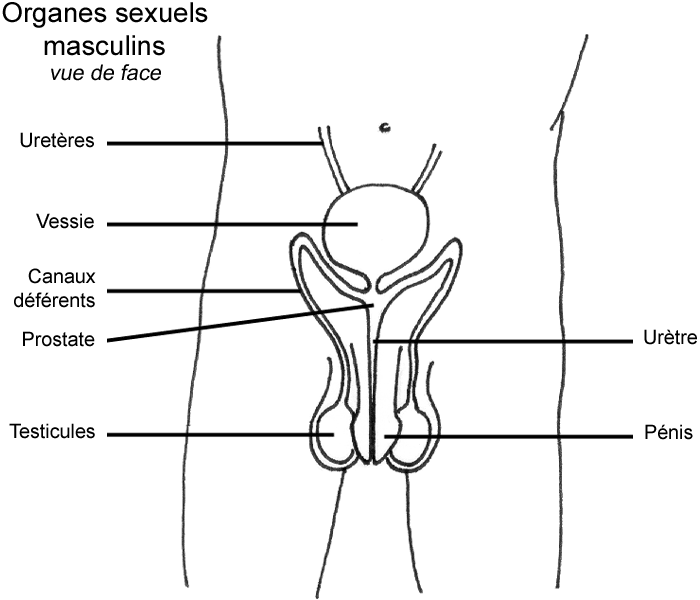 Organes sexuels
masculins
vue de face
Uretères
Vessie
Canaux
déférents
Prostate
Urètre
Testicules
Pénis